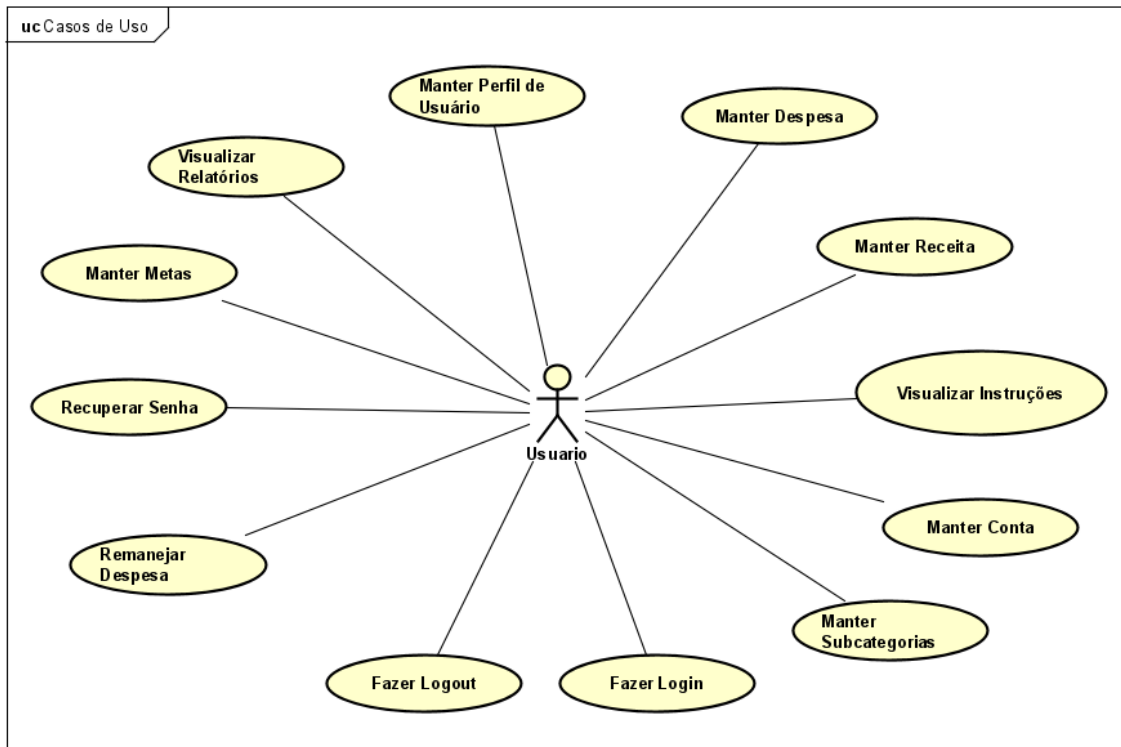 uc Casos de Uso
Manter Perfil de
Usuário
Manter Despesa
Visualizar
Relatórios
Manter Receita
Manter Metas
Visualizar Instruções
Recuperar Senha
Usuario
Manter Conta
Remanejar
Despesa
Manter
Subcategorias
Fazer Logout
Fazer Login